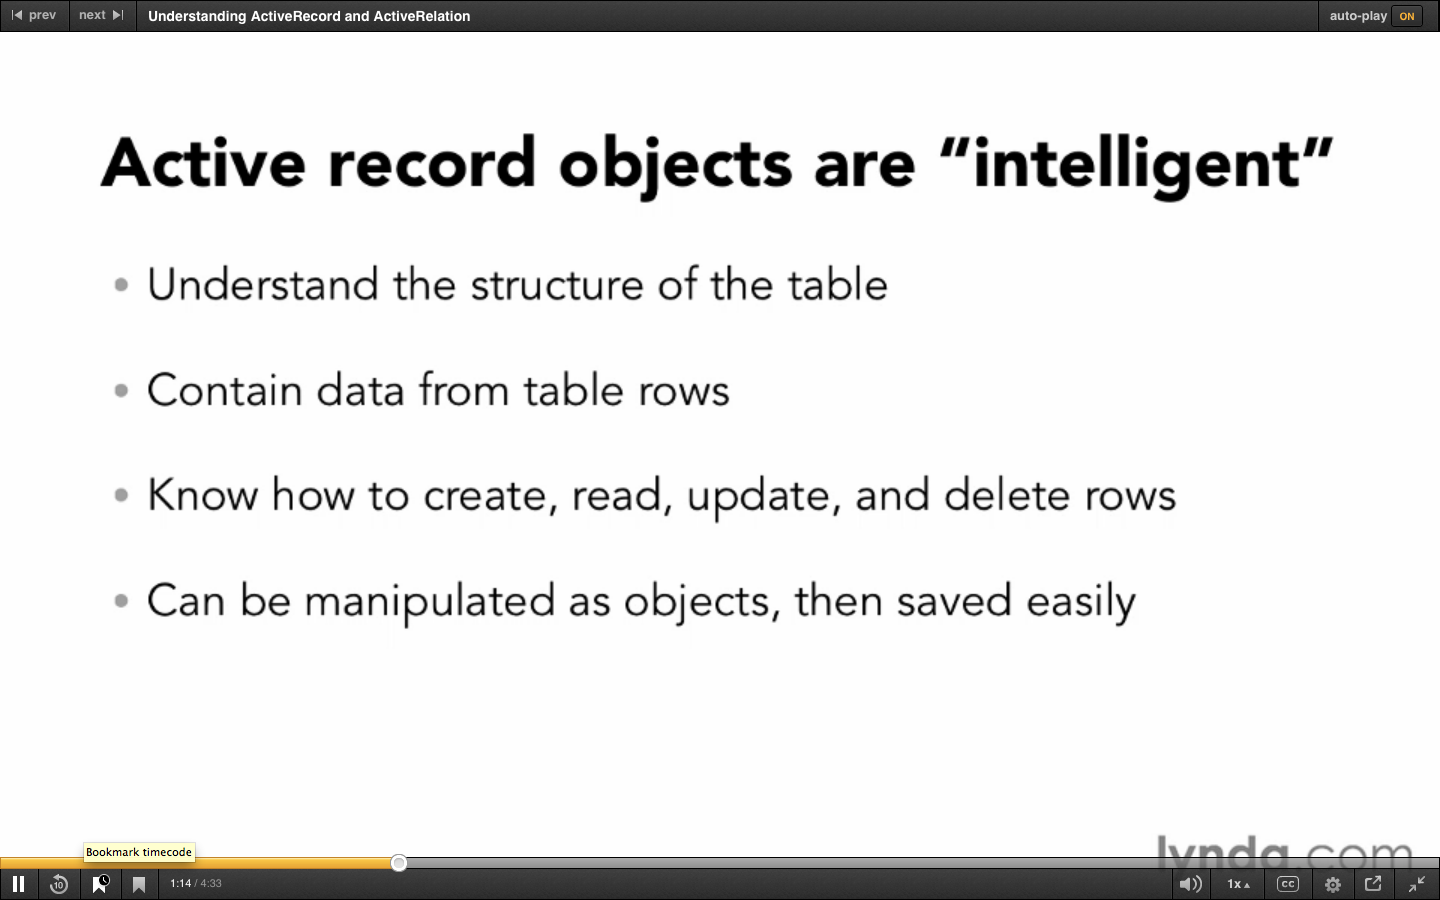 prev
next
Understanding ActiveRecord and ActiveRelation
auto-play ON
Active record objects are “intelligent”
• Understand the structure of the table
• Contain data from table rows
• Know how to create, read, update, and delete rows
• Can be manipulated as objects, then saved easily
lynda.com
Bookmark timecode
10
1:14 / 4:33
1x
CC